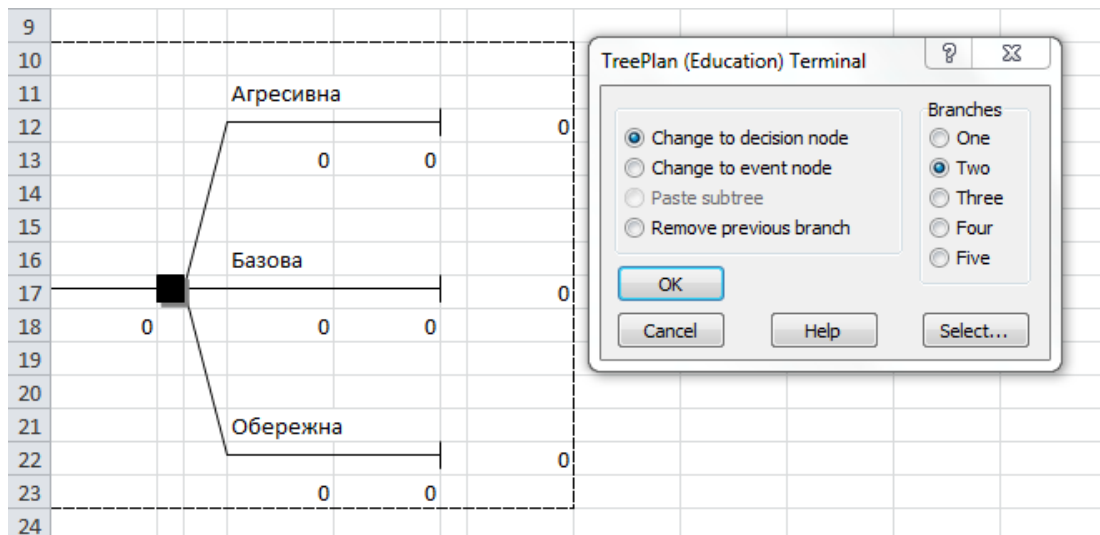 9
10
11 Агресивна
12 0
13 0 0
14
15
16 Базова
17 0
18 0 0 0
19
20
21 Обережна
22 0
23 0 0
24
TreePlan (Education) Terminal
Change to decision node
Change to event node
Paste subtree
Remove previous branch
Branches
One
Two
Three
Four
Five
OK
Cancel Help Select...